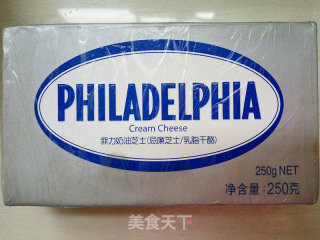 PHILADELPHIA
Cream Cheese
菲力奶油芝士(忌廉芝士/乳脂干酪)
250g NET
净含量:250克
美食天下